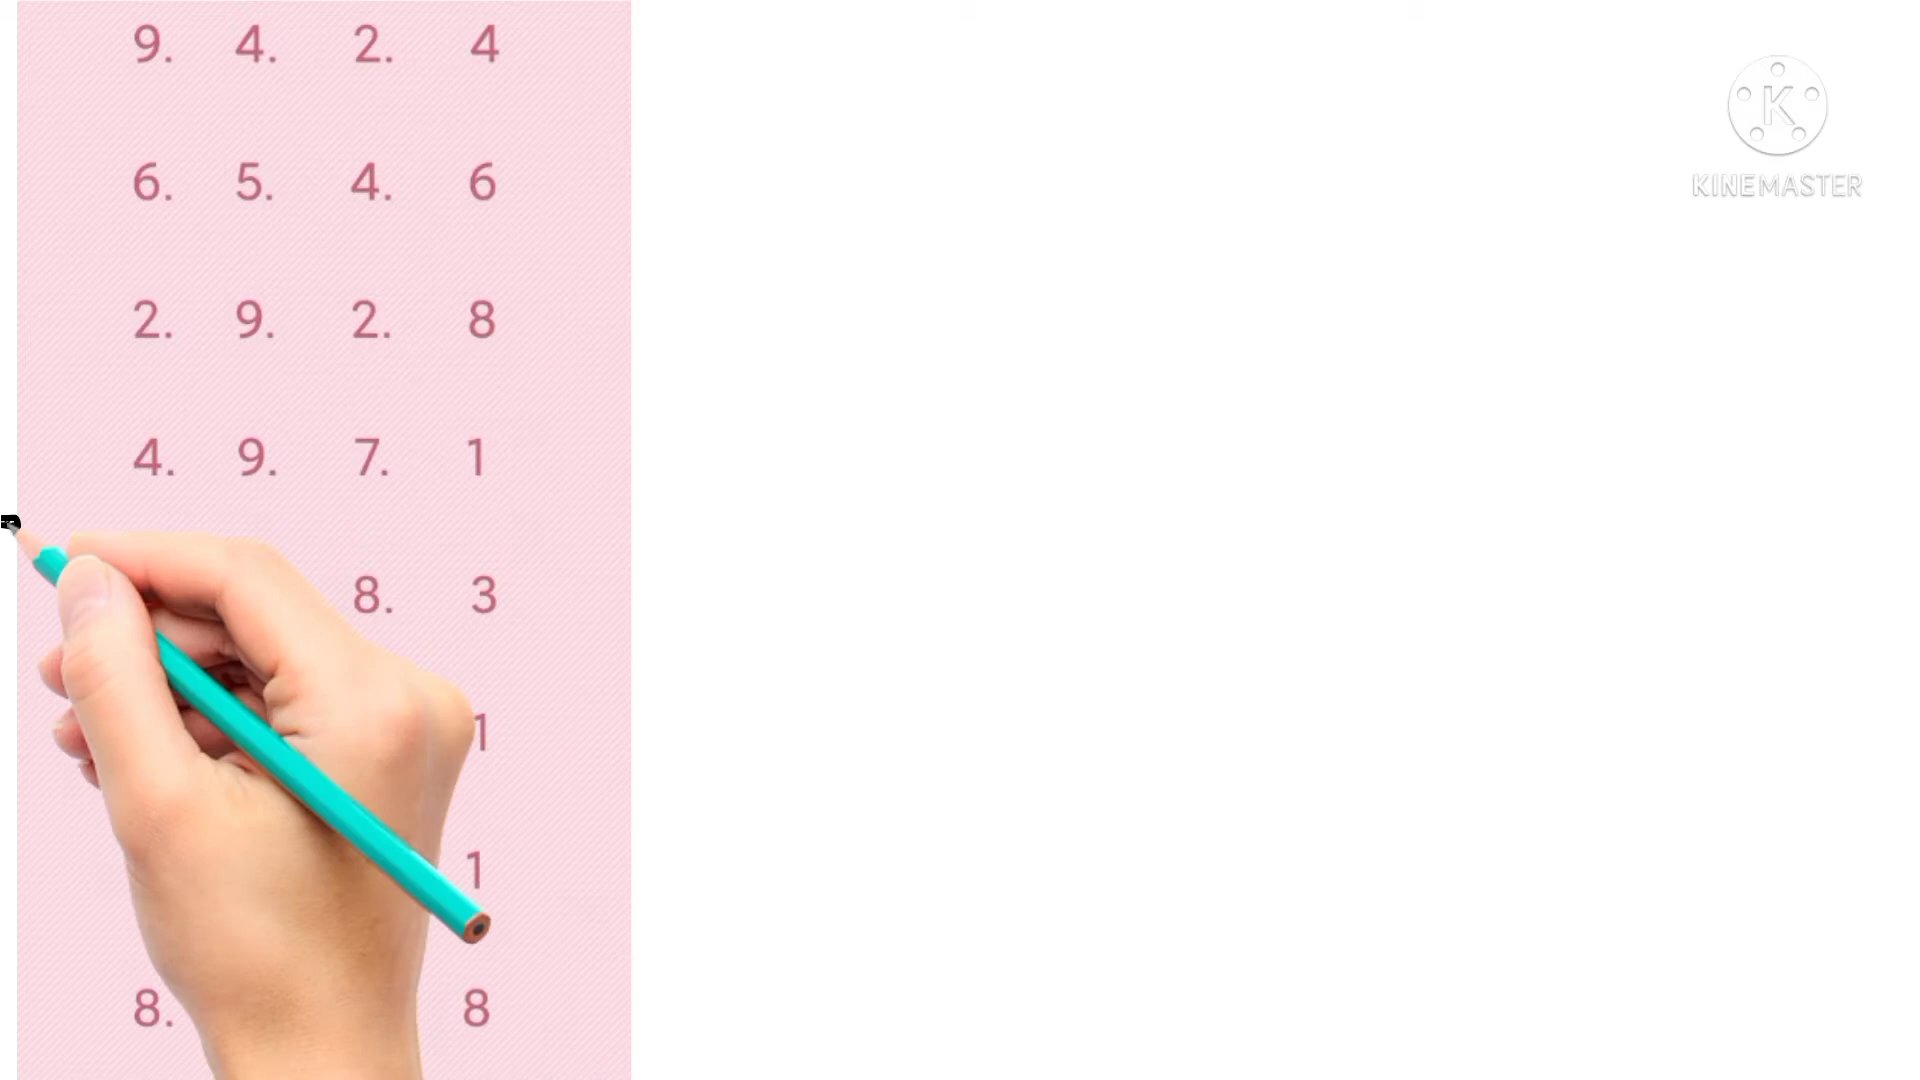 9. 4. 2. 4
K
KINEMASTER
6. 5. 4. 6
2. 9. 2. 8
4. 9. 7. 1
8. 3
1
1
8. 8